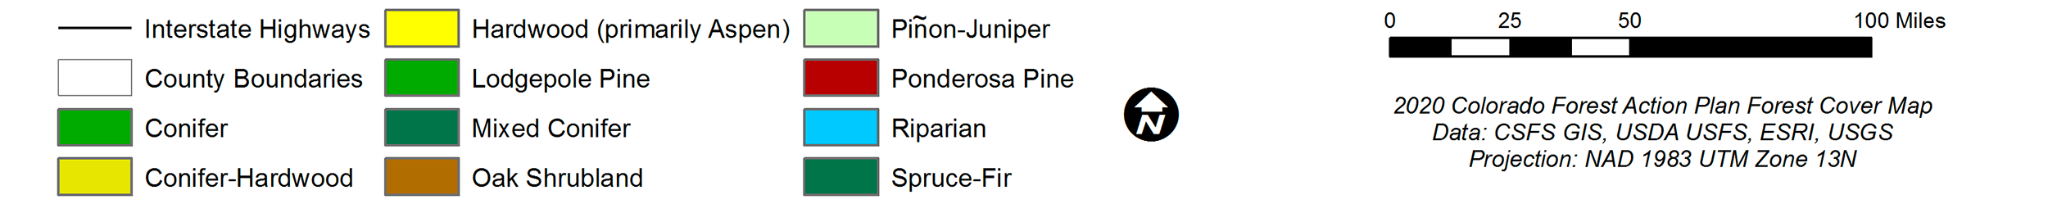 Interstate Highways
County Boundaries
Conifer
Conifer-Hardwood
Hardwood (primarily Aspen)
Lodgepole Pine
Mixed Conifer
Oak Shrubland
Piñon-Juniper
Ponderosa Pine
Riparian
Spruce-Fir
N
0 25 50 100 Miles
2020 Colorado Forest Action Plan Forest Cover Map
Data: CSFS GIS, USDA USFS, ESRI, USGS
Projection: NAD 1983 UTM Zone 13N